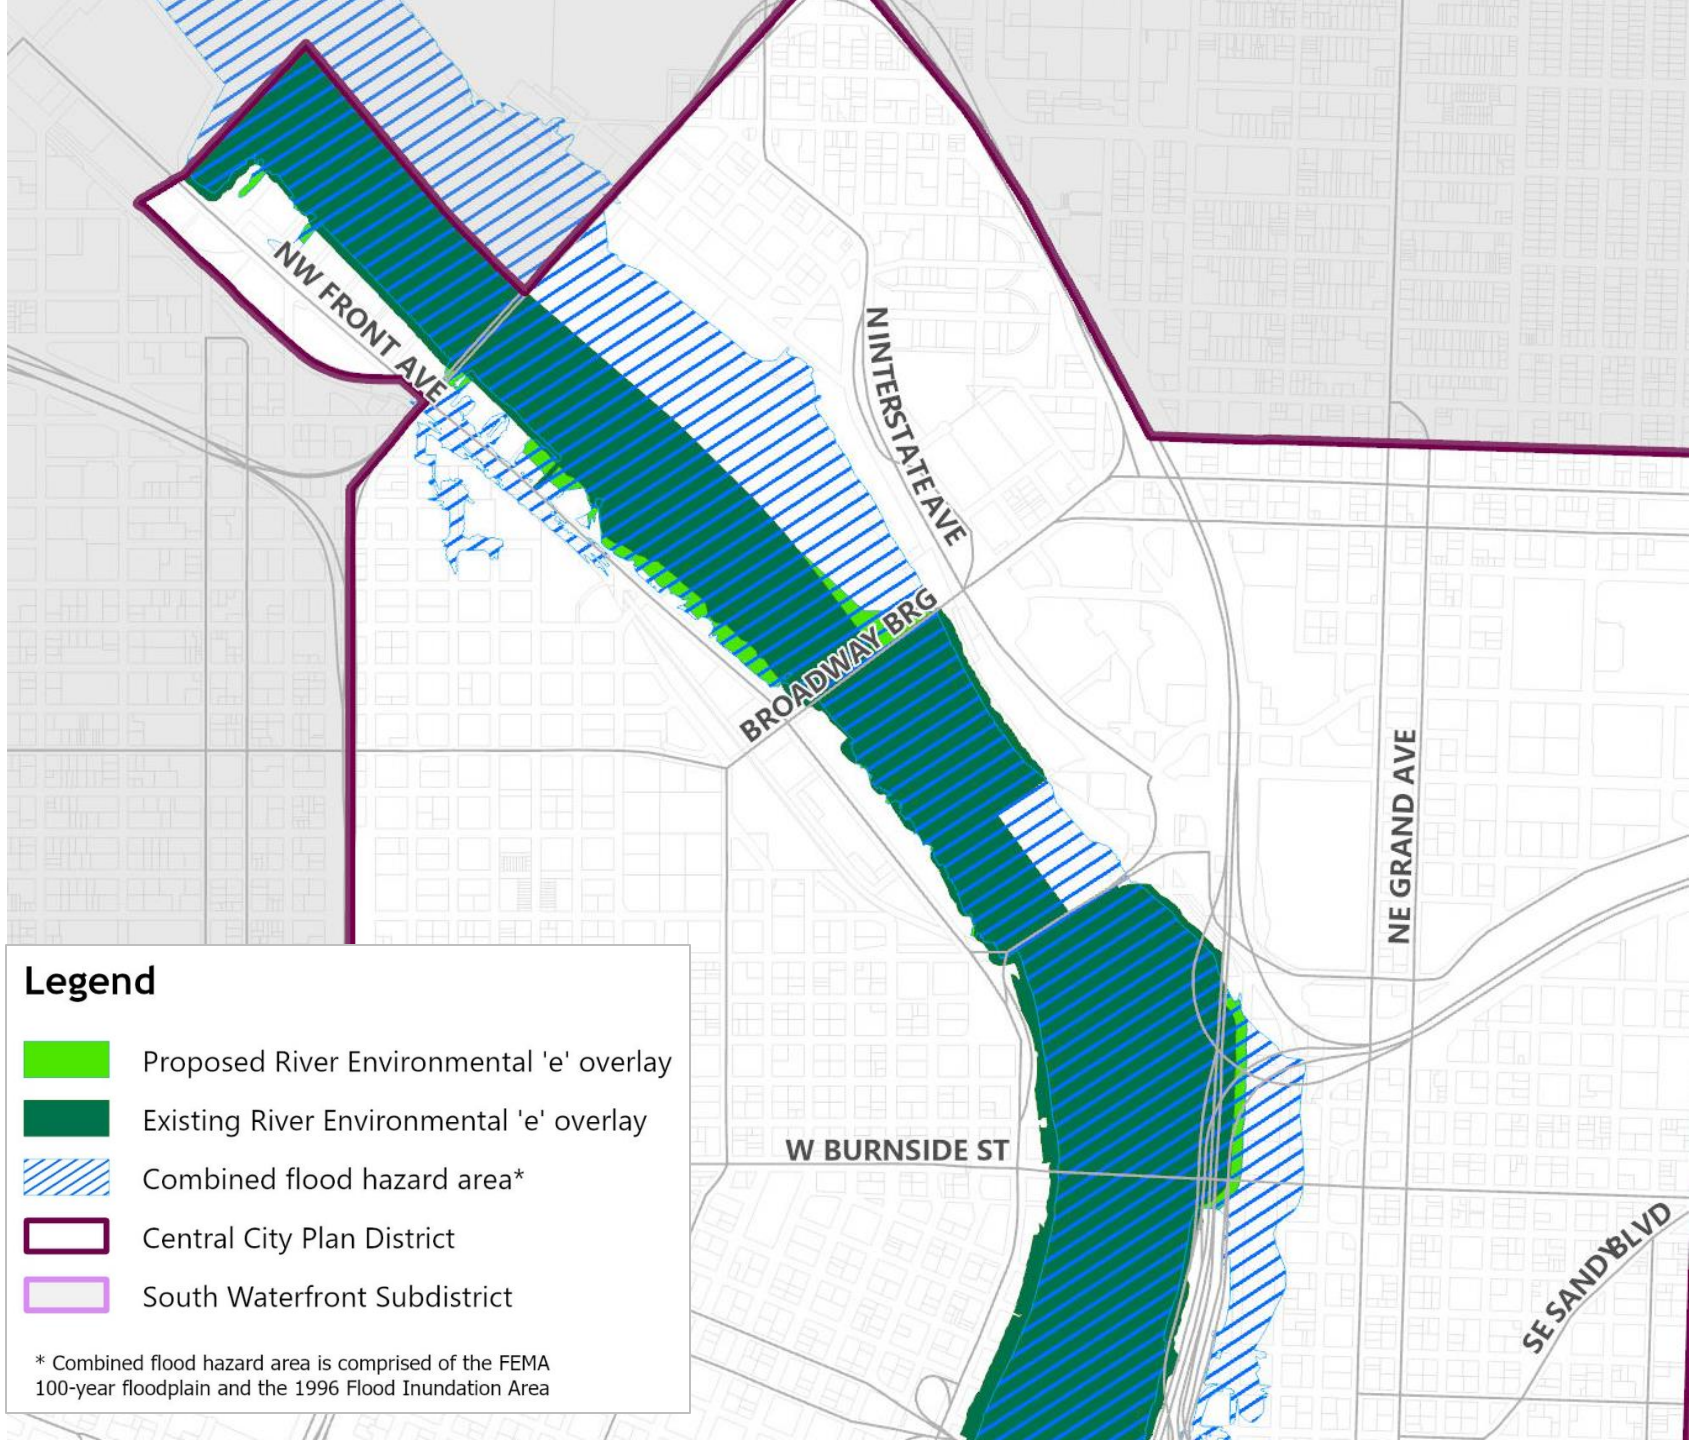 NW FRONT AVE
N INTERSTATE AVE
BROADWAY BRG
NE GRAND AVE
W BURNSIDE ST
SE SANDY BLVD
Legend
Proposed River Environmental 'e' overlay
Existing River Environmental 'e' overlay
Combined flood hazard area*
Central City Plan District
South Waterfront Subdistrict
* Combined flood hazard area is comprised of the FEMA
100-year floodplain and the 1996 Flood Inundation Area